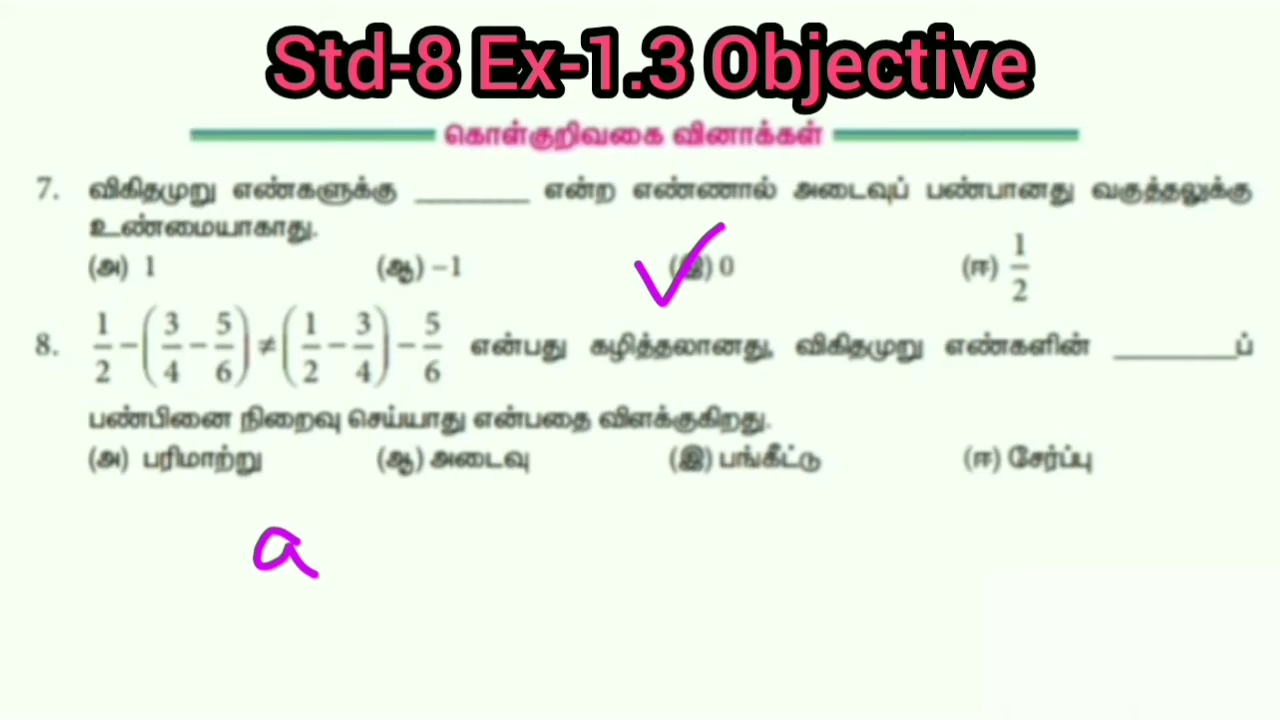 Std-8 Ex-1.3 Objective
கொள்குறிவகை வினாக்கள்
7. விகிதமுறு எண்களுக்கு ________ என்ற எண்ணால் அடைவுப் பண்பானது வகுத்தலுக்கு
உண்மையாகாது.
(அ) 1 (ஆ) −1 (இ) 0 (ஈ) 1/2
8. 1/2 − (3/4 − 5/6) ≠ (1/2 − 3/4) − 5/6 என்பது கழித்தலானது, விகிதமுறு எண்களின் ________ப்
பண்பினை நிறைவு செய்யாது என்பதை விளக்குகிறது.
(அ) பரிமாற்று (ஆ) அடைவு (இ) பங்கீட்டு (ஈ) சேர்ப்பு
a